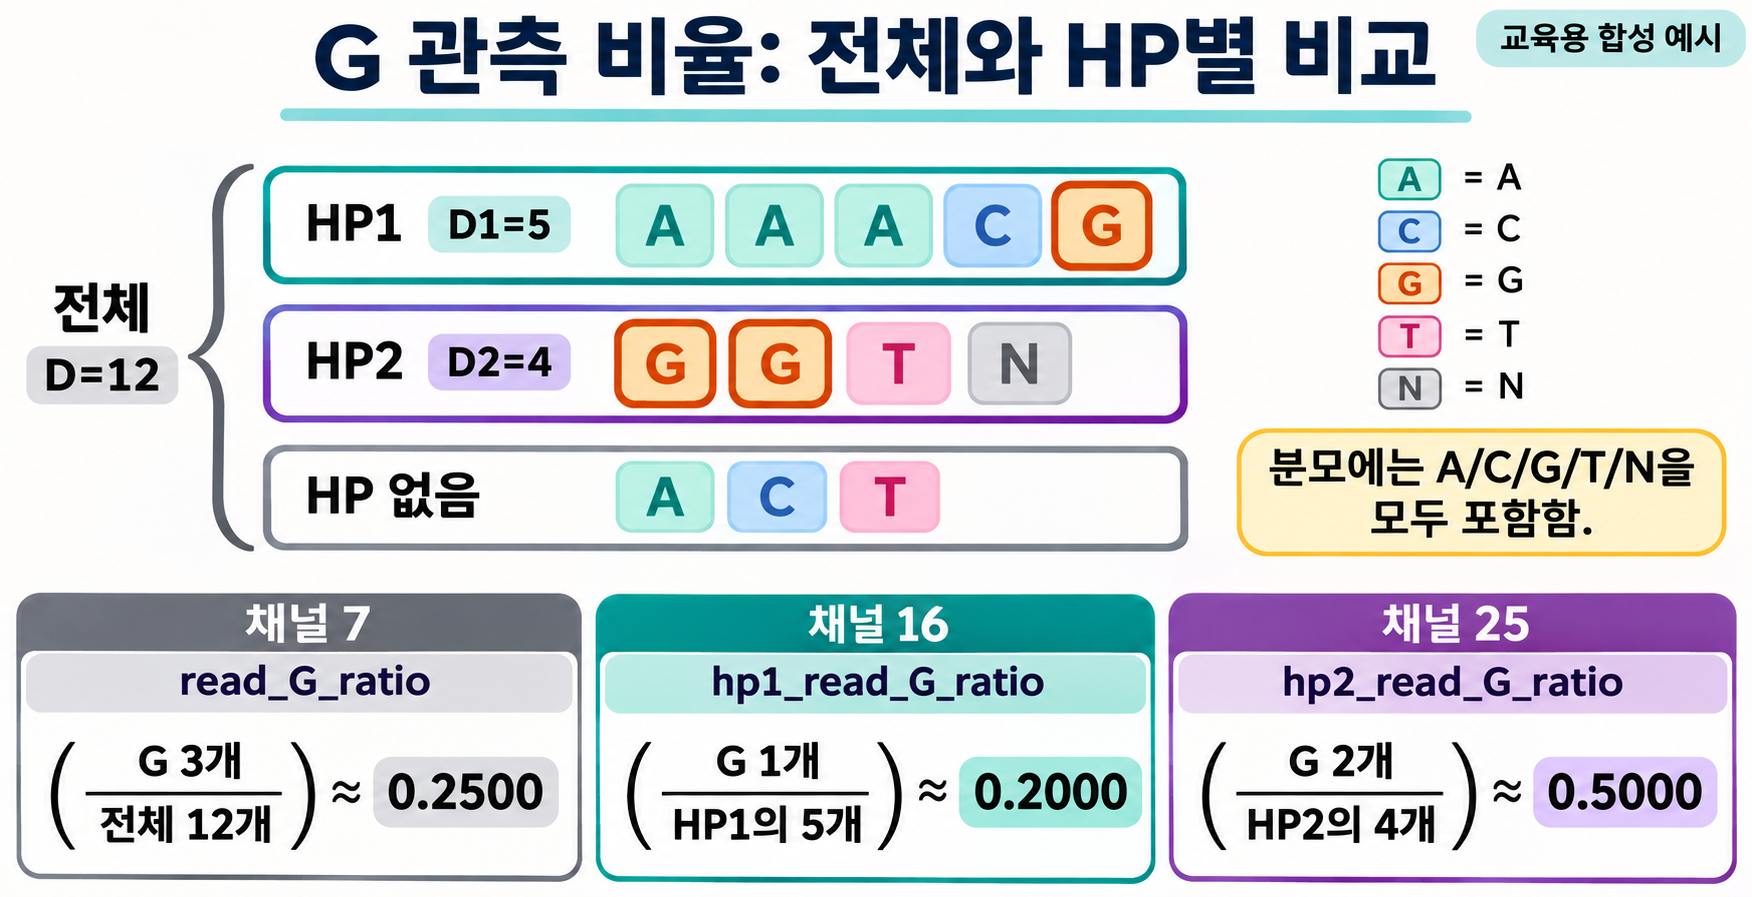 G 관측 비율: 전체와 HP별 비교
교육용 합성 예시
전체
D=12
HP1 D1=5 A A A C G
HP2 D2=4 G G T N
HP 없음 A C T
A = A
C = C
G = G
T = T
N = N
분모에는 A/C/G/T/N을
모두 포함함.
채널 7
read_G_ratio
( G 3개
전체 12개 ) ≈ 0.2500
채널 16
hp1_read_G_ratio
( G 1개
HP1의 5개 ) ≈ 0.2000
채널 25
hp2_read_G_ratio
( G 2개
HP2의 4개 ) ≈ 0.5000